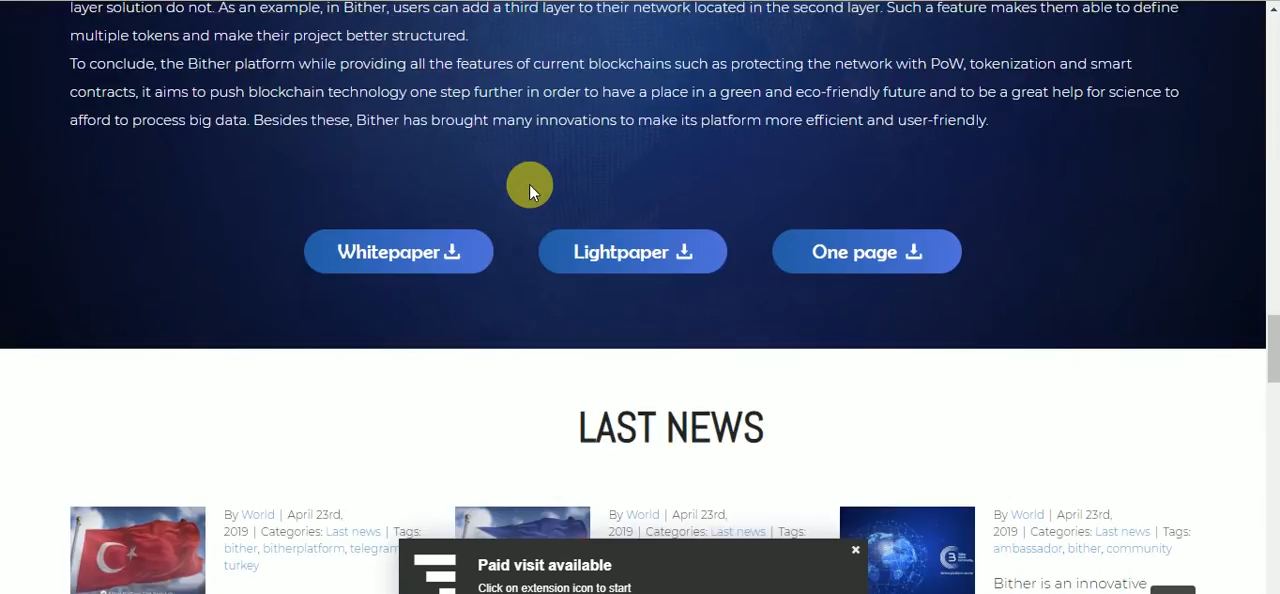 layer solution do not. As an example, in Bither, users can add a third layer to their network located in the second layer. Such a feature makes them able to define
multiple tokens and make their project better structured.
To conclude, the Bither platform while providing all the features of current blockchains such as protecting the network with PoW, tokenization and smart
contracts, it aims to push blockchain technology one step further in order to have a place in a green and eco-friendly future and to be a great help for science to
afford to process big data. Besides these, Bither has brought many innovations to make its platform more efficient and user-friendly.
Whitepaper
Lightpaper
One page
LAST NEWS
By World | April 23rd,
2019 | Categories: Last news | Tags:
bither, bitherplatform, telegram
turkey
By World | April 23rd,
2019 | Categories: Last news | Tags:
By World | April 23rd,
2019 | Categories: Last news | Tags:
ambassador, bither, community
Bither is an innovative
Paid visit available
Click on extension icon to start